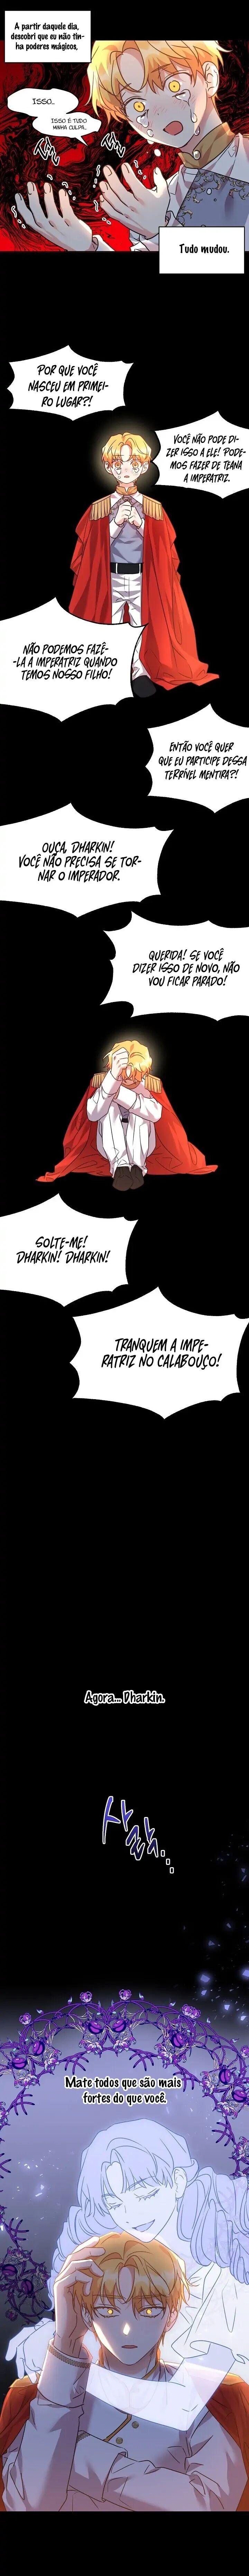 A partir daquele dia,
descobri que eu não ti-
nha poderes mágicos,
ISSO..
ISSO É TUDO
MINHA CULPA..
Tudo mudou.
POR QUE VOCÊ
NASCEU EM PRIMEI-
RO LUGAR?!
VOCÊ NÃO PODE DI-
ZER ISSO A ELE! PODE-
MOS FAZER DE TEANA
A IMPERATRIZ.
NÃO PODEMOS FAZÊ-
-LA A IMPERATRIZ QUANDO
TEMOS NOSSO FILHO!
ENTÃO VOCÊ QUER
QUE EU PARTICIPE DESSA
TERRÍVEL MENTIRA?!
OUÇA, DHARKIN!
VOCÊ NÃO PRECISA SE TOR-
NAR O IMPERADOR.
QUERIDA! SE VOCÊ
DIZER ISSO DE NOVO, NÃO
VOU FICAR PARADO!
SOLTE-ME!
DHARKIN! DHARKIN!
TRANQUEM A IMPE-
RATRIZ NO CALABOUÇO!
Agora... Dharkin.
Mate todos que são mais
fortes do que você.